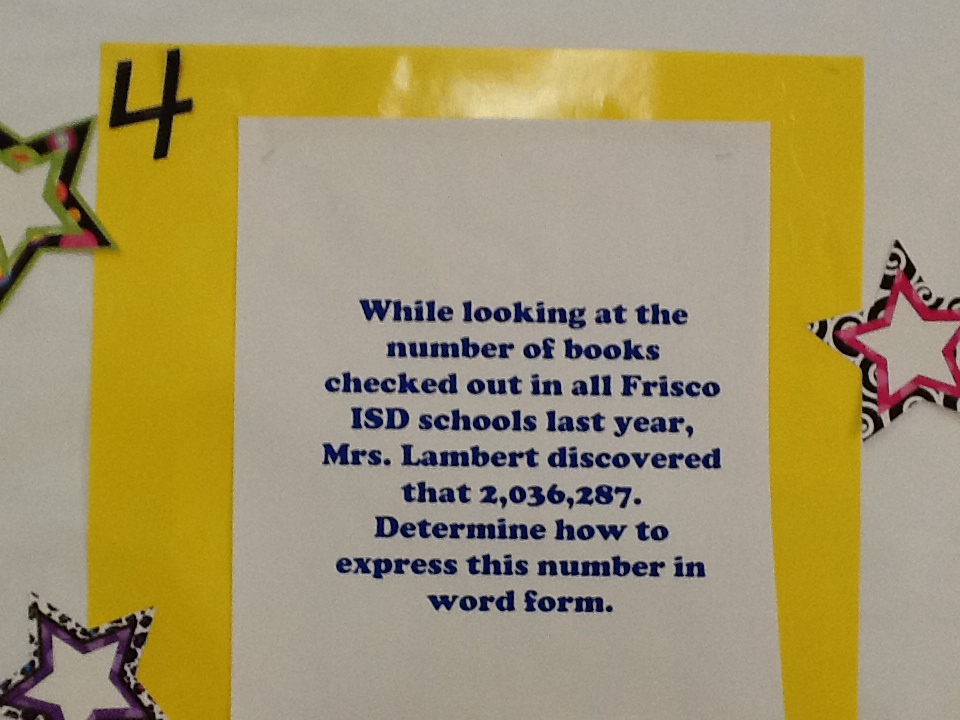 4
While looking at the
number of books
checked out in all Frisco
ISD schools last year,
Mrs. Lambert discovered
that 2,036,287.
Determine how to
express this number in
word form.